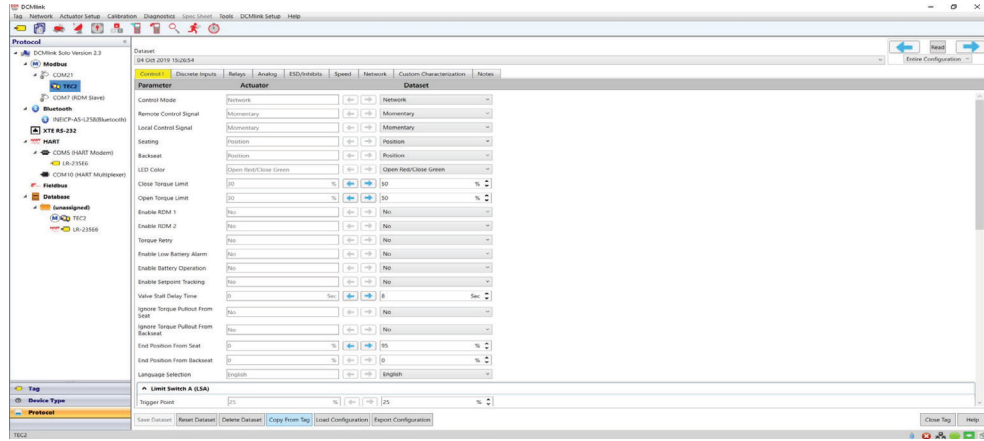 DCMlink
Tag Network Actuator Setup Calibration Diagnostics Spec Sheet Tools DCMlink Setup Help
Protocol
DCMlink Solo Version 2.3
Modbus
COM21
TEC2
COM7 (RDM Slave)
Bluetooth
INEICP-AS-L258(Bluetooth)
XTE RS-232
HART
COM5 (HART Modem)
LR-235E6
COM10 (HART Multiplexer)
Fieldbus
Database
(unassigned)
TEC2
LR-235E6
Tag
Device Type
Protocol
Dataset
04 Oct 2019 15:26:54
Read
Entire Configuration
Control 1 Discrete Inputs Relays Analog ESD/Inhibits Speed Network Custom Characterization Notes
Parameter Actuator Dataset
Control Mode Network Network
Remote Control Signal Momentary Momentary
Local Control Signal Momentary Momentary
Seating Position Position
Backseat Position Position
LED Color Open Red/Close Green Open Red/Close Green
Close Torque Limit 30 % 50 %
Open Torque Limit 30 % 50 %
Enable RDM 1 No No
Enable RDM 2 No No
Torque Retry No No
Enable Low Battery Alarm No No
Enable Battery Operation No No
Enable Setpoint Tracking No No
Valve Stall Delay Time 0 Sec 8 Sec
Ignore Torque Pullout From Seat No No
Ignore Torque Pullout From Backseat No No
End Position From Seat 0 % 95 %
End Position From Backseat 0 % 0 %
Language Selection English English
Limit Switch A (LSA)
Trigger Point 25 % 25 %
Save Dataset Reset Dataset Delete Dataset Copy From Tag Load Configuration Export Configuration Close Tag Help
TEC2